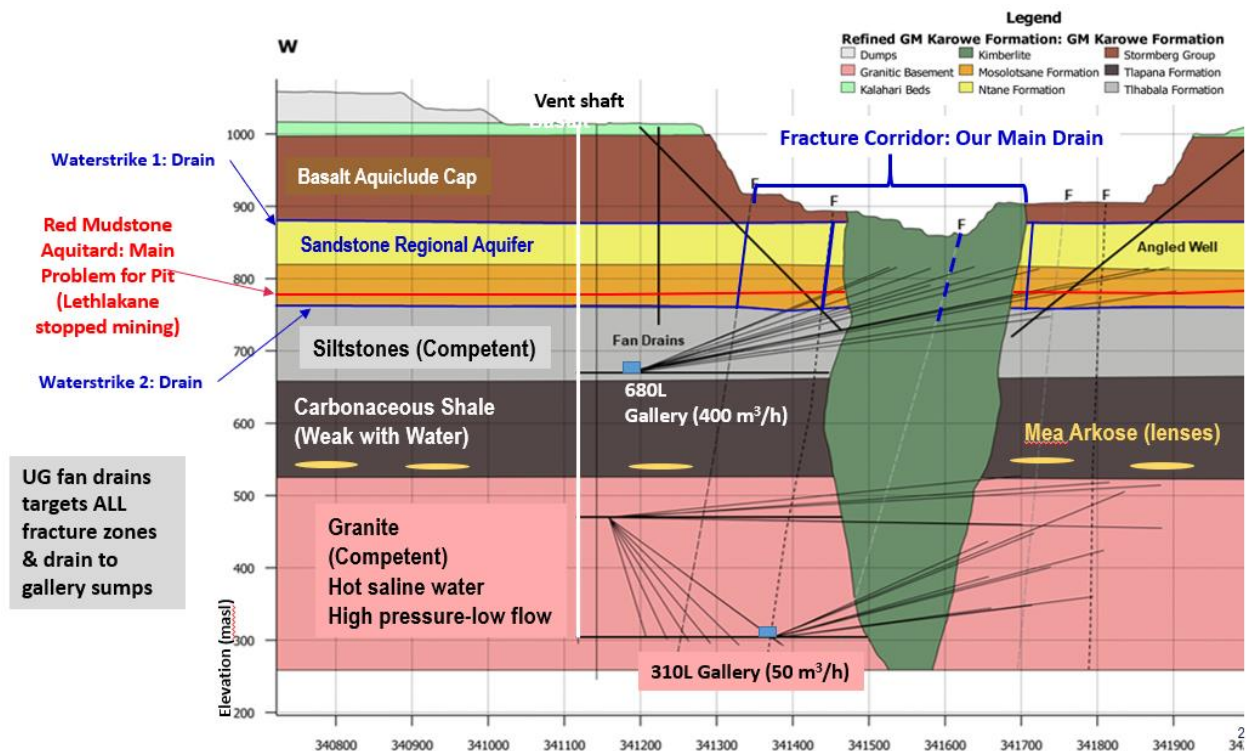 Legend
Refined GM Karowe Formation: GM Karowe Formation
Dumps
Kimberlite
Stormberg Group
Granitic Basement
Mosolotsane Formation
Tlapana Formation
Kalahari Beds
Ntane Formation
Tlhabala Formation
W
Vent shaft
Basalt
Fracture Corridor: Our Main Drain
Waterstrike 1: Drain
Basalt Aquiclude Cap
Red Mudstone
Aquitard: Main
Problem for Pit
(Lethlakane
stopped mining)
Sandstone Regional Aquifer
Angled Well
F
F
F
F
F
Waterstrike 2: Drain
Siltstones (Competent)
Fan Drains
680L
Gallery (400 m³/h)
Carbonaceous Shale
(Weak with Water)
Mea Arkose (lenses)
UG fan drains
targets ALL
fracture zones
& drain to
gallery sumps
Granite
(Competent)
Hot saline water
High pressure-low flow
310L Gallery (50 m³/h)
Elevation (masl)
1000
900
800
700
600
500
400
300
200
340800 340900 341000 341100 341200 341300 341400 341500 341600 341700 341800 341900
2